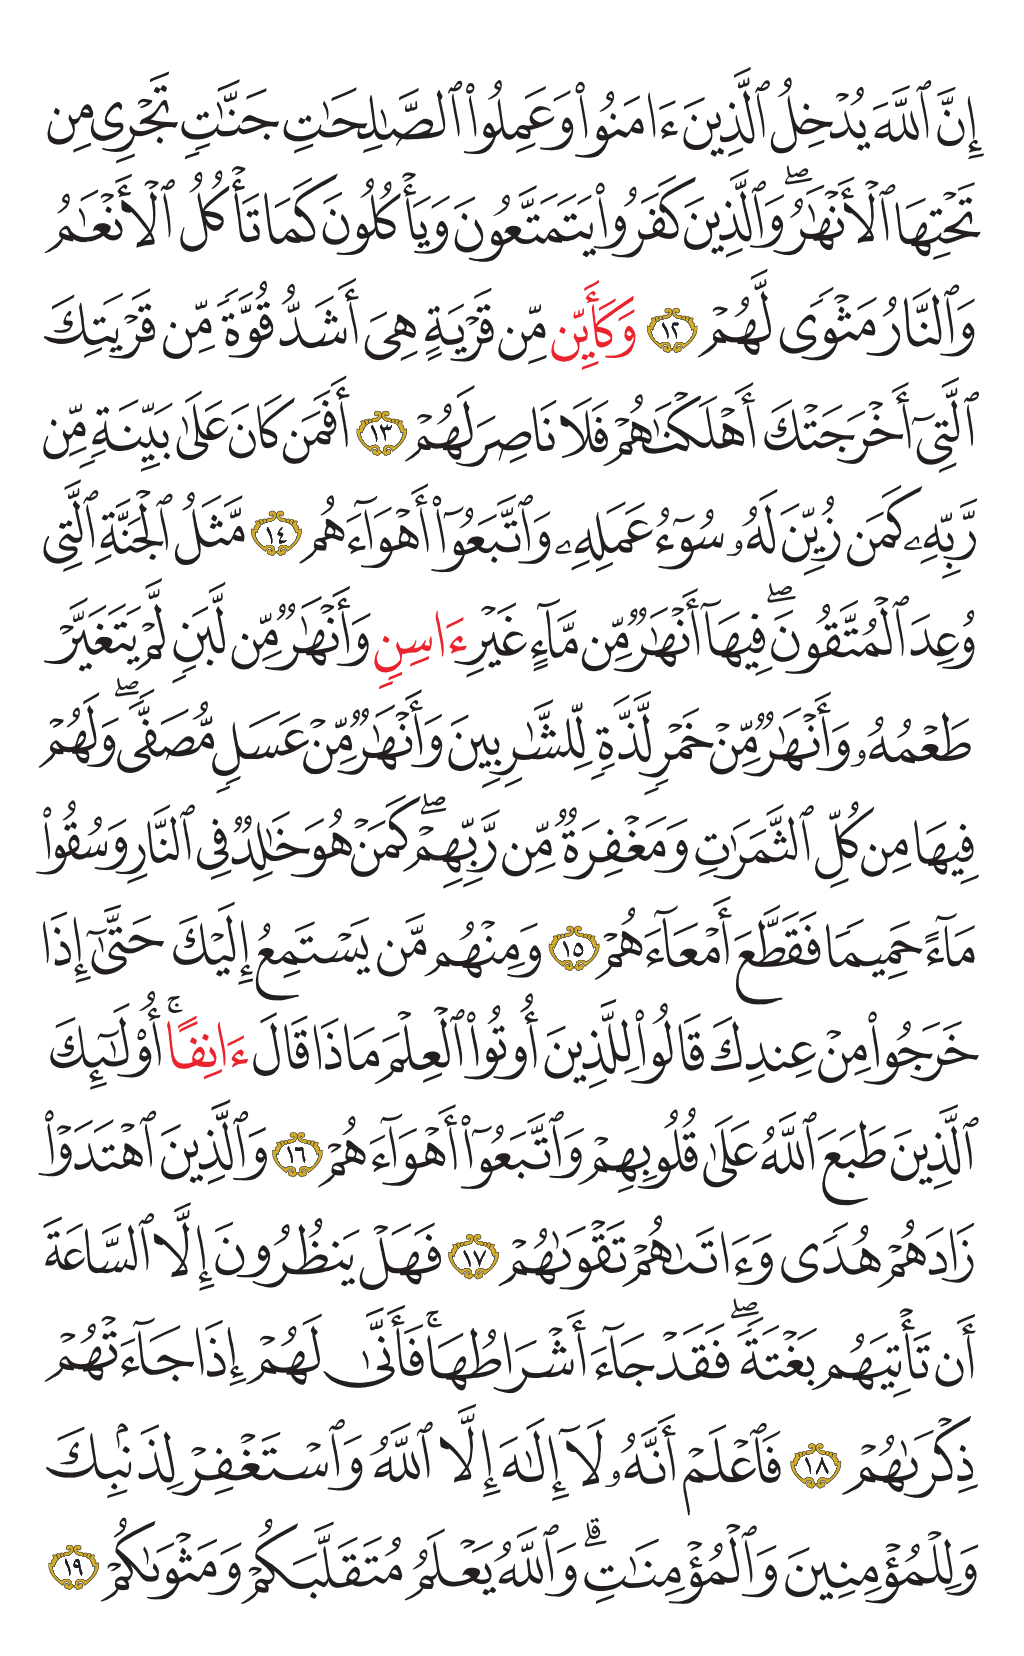 إِنَّ ٱللَّهَ يُدۡخِلُ ٱلَّذِينَ ءَامَنُواْ وَعَمِلُواْ ٱلصَّـٰلِحَٰتِ جَنَّـٰتٖ تَجۡرِي مِن
تَحۡتِهَا ٱلۡأَنۡهَٰرُۖ وَٱلَّذِينَ كَفَرُواْ يَتَمَتَّعُونَ وَيَأۡكُلُونَ كَمَا تَأۡكُلُ ٱلۡأَنۡعَٰمُ
وَٱلنَّارُ مَثۡوٗى لَّهُمۡ ١٢ وَكَأَيِّن مِّن قَرۡيَةٍ هِيَ أَشَدُّ قُوَّةٗ مِّن قَرۡيَتِكَ
ٱلَّتِيٓ أَخۡرَجَتۡكَ أَهۡلَكۡنَٰهُمۡ فَلَا نَاصِرَ لَهُمۡ ١٣ أَفَمَن كَانَ عَلَىٰ بَيِّنَةٖ مِّن
رَّبِّهِۦ كَمَن زُيِّنَ لَهُۥ سُوٓءُ عَمَلِهِۦ وَٱتَّبَعُوٓاْ أَهۡوَآءَهُم ١٤ مَّثَلُ ٱلۡجَنَّةِ ٱلَّتِي
وُعِدَ ٱلۡمُتَّقُونَۖ فِيهَآ أَنۡهَٰرٞ مِّن مَّآءٍ غَيۡرِ ءَاسِنٖ وَأَنۡهَٰرٞ مِّن لَّبَنٖ لَّمۡ يَتَغَيَّرۡ
طَعۡمُهُۥ وَأَنۡهَٰرٞ مِّنۡ خَمۡرٖ لَّذَّةٖ لِّلشَّـٰرِبِينَ وَأَنۡهَٰرٞ مِّنۡ عَسَلٖ مُّصَفّٗىۖ وَلَهُمۡ
فِيهَا مِن كُلِّ ٱلثَّمَرَٰتِ وَمَغۡفِرَةٞ مِّن رَّبِّهِمۡۖ كَمَنۡ هُوَ خَٰلِدٞ فِي ٱلنَّارِ وَسُقُواْ
مَآءً حَمِيمٗا فَقَطَّعَ أَمۡعَآءَهُمۡ ١٥ وَمِنۡهُم مَّن يَسۡتَمِعُ إِلَيۡكَ حَتَّىٰٓ إِذَا
خَرَجُواْ مِنۡ عِندِكَ قَالُواْ لِلَّذِينَ أُوتُواْ ٱلۡعِلۡمَ مَاذَا قَالَ ءَانِفًاۚ أُوْلَٰٓئِكَ
ٱلَّذِينَ طَبَعَ ٱللَّهُ عَلَىٰ قُلُوبِهِمۡ وَٱتَّبَعُوٓاْ أَهۡوَآءَهُمۡ ١٦ وَٱلَّذِينَ ٱهۡتَدَوۡاْ
زَادَهُمۡ هُدٗى وَءَاتَىٰهُمۡ تَقۡوَىٰهُمۡ ١٧ فَهَلۡ يَنظُرُونَ إِلَّا ٱلسَّاعَةَ
أَن تَأۡتِيَهُم بَغۡتَةٗۖ فَقَدۡ جَآءَ أَشۡرَاطُهَاۚ فَأَنَّىٰ لَهُمۡ إِذَا جَآءَتۡهُمۡ
ذِكۡرَىٰهُمۡ ١٨ فَٱعۡلَمۡ أَنَّهُۥ لَآ إِلَٰهَ إِلَّا ٱللَّهُ وَٱسۡتَغۡفِرۡ لِذَنۢبِكَ
وَلِلۡمُؤۡمِنِينَ وَٱلۡمُؤۡمِنَٰتِۗ وَٱللَّهُ يَعۡلَمُ مُتَقَلَّبَكُمۡ وَمَثۡوَىٰكُمۡ ١٩